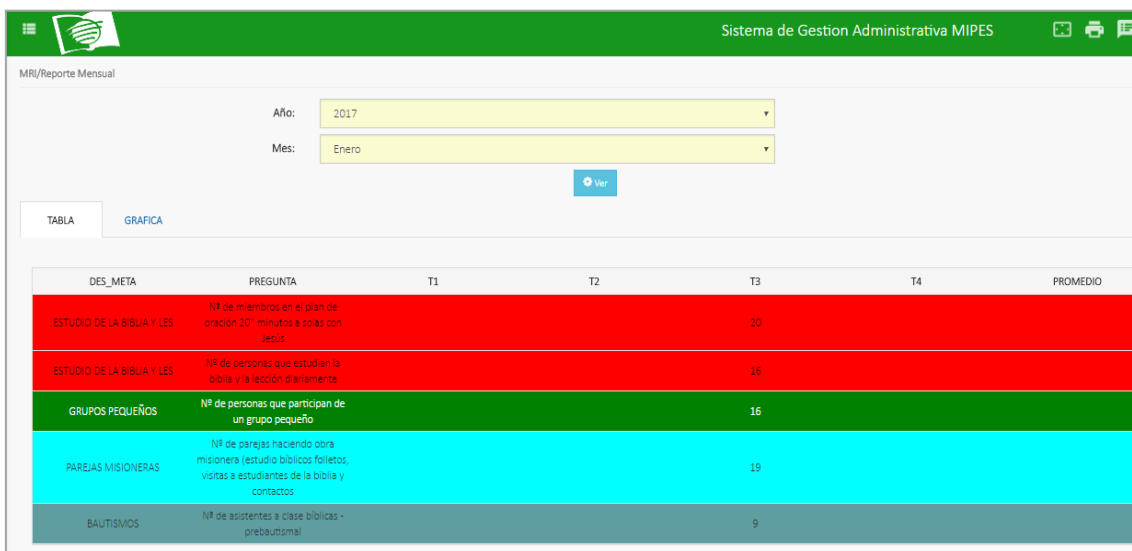 Sistema de Gestion Administrativa MIPES
MRI/Reporte Mensual
Año:
2017
Mes:
Enero
Ver
TABLA
GRAFICA
DES_META PREGUNTA T1 T2 T3 T4 PROMEDIO
Nº de miembros en el plan de
ESTUDIO DE LA BIBLIA Y LES oración 20" minutos a solas con 20
Jesús
Nº de personas que estudian la
ESTUDIO DE LA BIBLIA Y LES 16
biblia y la lección diariamente
Nº de personas que participan de
GRUPOS PEQUEÑOS 16
un grupo pequeño
Nº de parejas haciendo obra
misionera (estudio bíblicos folletos,
PAREJAS MISIONERAS 19
visitas a estudiantes de la biblia y
contactos
Nº de asistentes a clase bíblicas -
BAUTISMOS 9
prebautismal